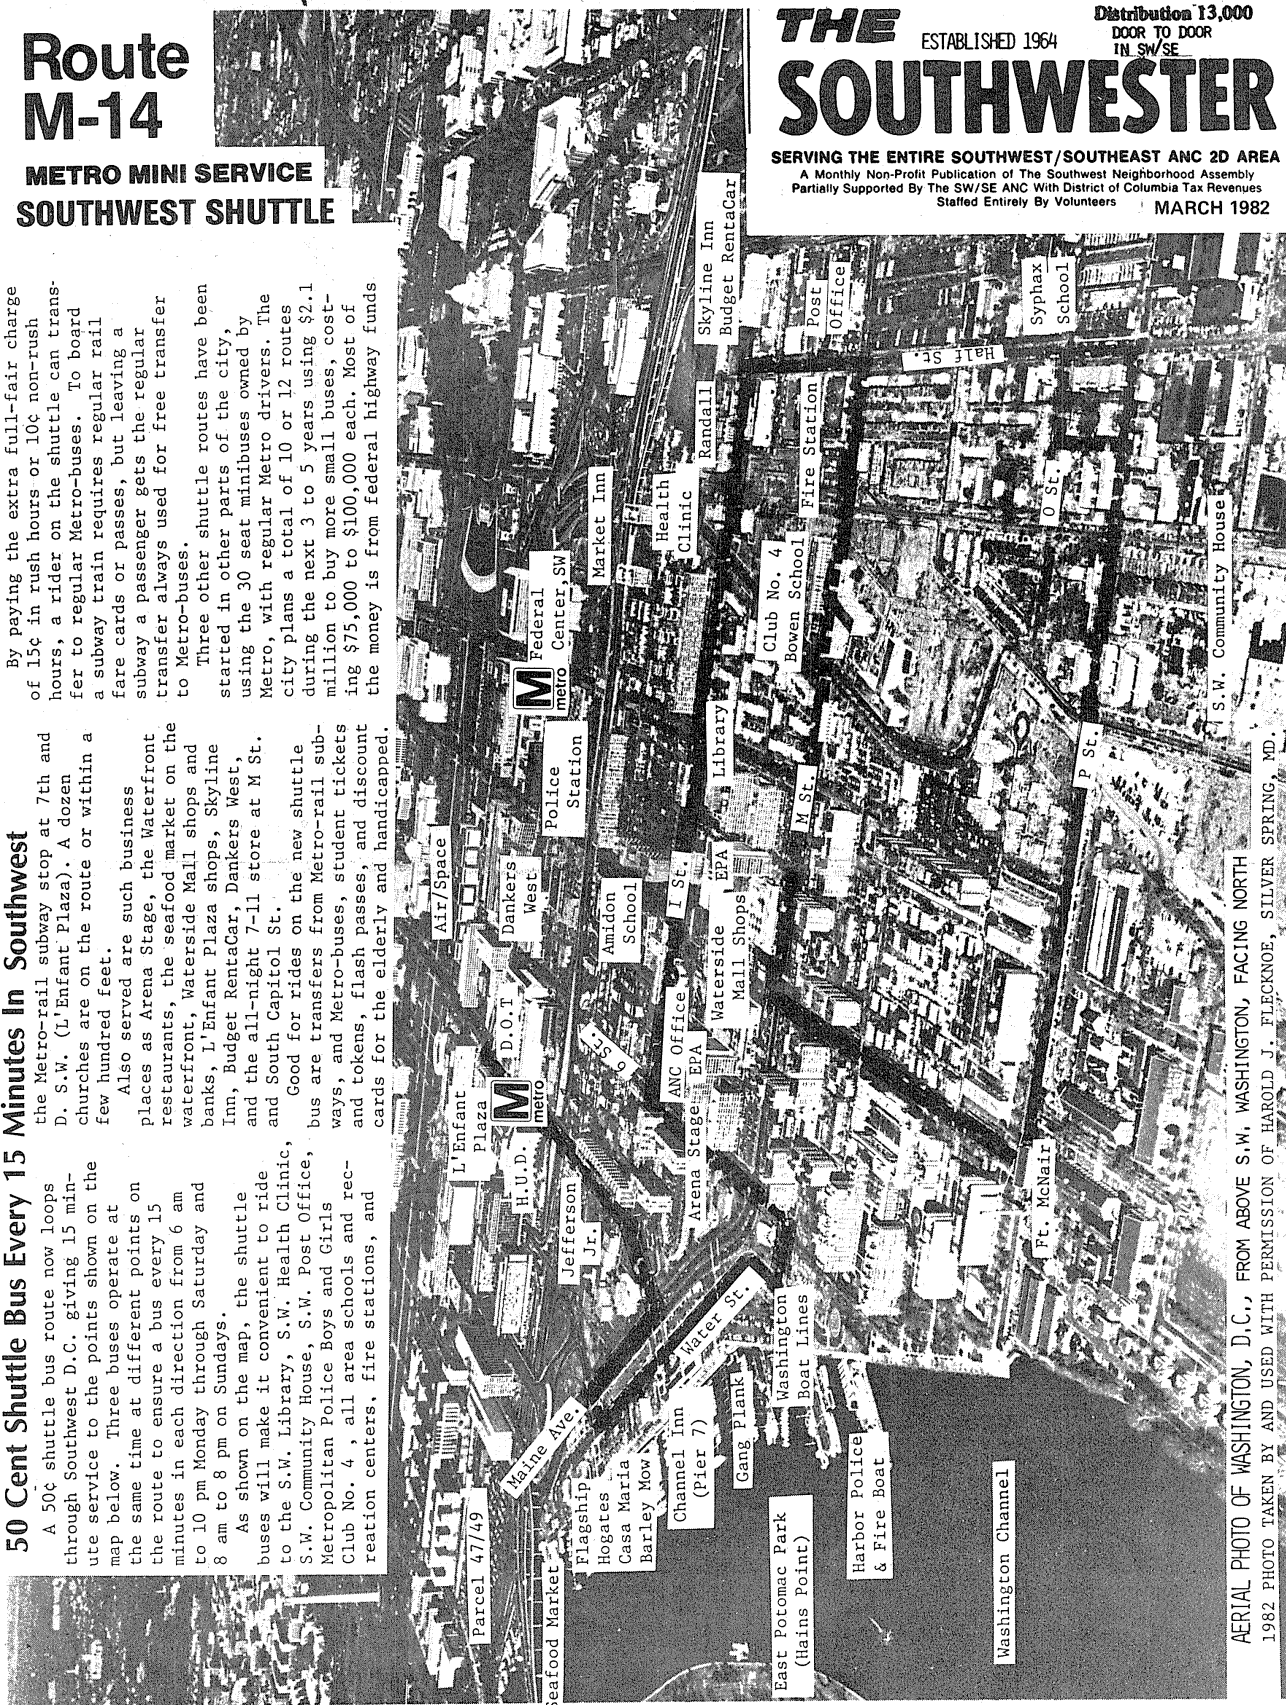 THE
ESTABLISHED 1964
Distribution 13,000
DOOR TO DOOR
IN SW/SE
SOUTHWESTER
SERVING THE ENTIRE SOUTHWEST/SOUTHEAST ANC 2D AREA
A Monthly Non-Profit Publication of The Southwest Neighborhood Assembly
Partially Supported By The SW/SE ANC With District of Columbia Tax Revenues
Staffed Entirely By Volunteers
MARCH 1982
Route
M-14
METRO MINI SERVICE
SOUTHWEST SHUTTLE
50 Cent Shuttle Bus Every 15 Minutes In Southwest
A 50¢ shuttle bus route now loops
through Southwest D.C. giving 15 min-
ute service to the points shown on the
map below. Three buses operate at
the same time at different points on
the route to ensure a bus every 15
minutes in each direction from 6 am
to 10 pm Monday through Saturday and
8 am to 8 pm on Sundays.
As shown on the map, the shuttle
buses will make it convenient to ride
to the S.W. Library, S.W. Health Clinic,
S.W. Community House, S.W. Post Office,
Metropolitan Police Boys and Girls
Club No. 4 , all area schools and rec-
reation centers, fire stations, and
the Metro-rail subway stop at 7th and
D. S.W. (L'Enfant Plaza). A dozen
churches are on the route or within a
few hundred feet.
Also served are such business
places as Arena Stage, the Waterfront
restaurants, the seafood market on the
waterfront, Waterside Mall shops and
banks, L'Enfant Plaza shops, Skyline
Inn, Budget RentaCar, Dankers West,
and the all-night 7-11 store at M St.
and South Capitol St.
Good for rides on the new shuttle
bus are transfers from Metro-rail sub-
ways, and Metro-buses, student tickets
and tokens, flash passes, and discount
cards for the elderly and handicapped.
By paying the extra full-fair charge
of 15¢ in rush hours or 10¢ non-rush
hours, a rider on the shuttle can trans-
fer to regular Metro-buses. To board
a subway train requires regular rail
fare cards or passes, but leaving a
subway a passenger gets the regular
transfer always used for free transfer
to Metro-buses.
Three other shuttle routes have been
started in other parts of the city,
using the 30 seat minibuses owned by
Metro, with regular Metro drivers. The
city plans a total of 10 or 12 routes
during the next 3 to 5 years using $2.1
million to buy more small buses, cost-
ing $75,000 to $100,000 each. Most of
the money is from federal highway funds
Parcel 47/49
Seafood Market
Maine Ave.
Flagship
Hogates
Casa Maria
Barley Mow
Channel Inn
(Pier 7)
Gang Plank
Water St.
Washington
Boat Lines
East Potomac Park
(Hains Point)
Harbor Police
& Fire Boat
Washington Channel
L'Enfant
Plaza
H.U.D.
M
metro
D.O.T
Jefferson
Jr.
6 St.
ANC Office
Arena Stage
EPA
Ft. McNair
Air/Space
Dankers
West
Police
Station
Amidon
School
I St.
Library
Waterside
EPA
Mall Shops
M St.
P St.
M
metro
Federal
Center,SW
Market Inn
Health
Clinic
Club No. 4
Bowen School
Fire Station
Randall
Skyline Inn
Budget RentaCar
Post
Office
Half St.
Syphax
School
O St.
S.W. Community House
AERIAL PHOTO OF WASHINGTON, D.C., FROM ABOVE S.W. WASHINGTON, FACING NORTH
1982 PHOTO TAKEN BY AND USED WITH PERMISSION OF HAROLD J. FLECKNOE, SILVER SPRING, MD.